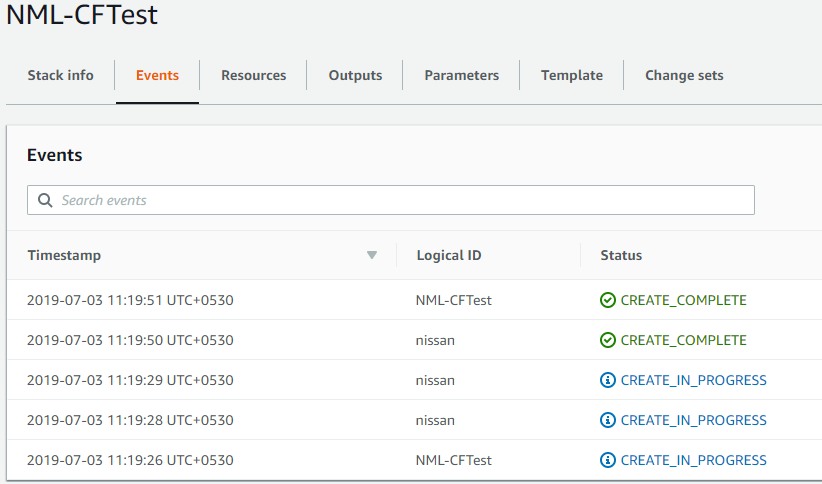 NML-CFTest
Stack info Events Resources Outputs Parameters Template Change sets
Events
Search events
Timestamp Logical ID Status
2019-07-03 11:19:51 UTC+0530 NML-CFTest CREATE_COMPLETE
2019-07-03 11:19:50 UTC+0530 nissan CREATE_COMPLETE
2019-07-03 11:19:29 UTC+0530 nissan CREATE_IN_PROGRESS
2019-07-03 11:19:28 UTC+0530 nissan CREATE_IN_PROGRESS
2019-07-03 11:19:26 UTC+0530 NML-CFTest CREATE_IN_PROGRESS